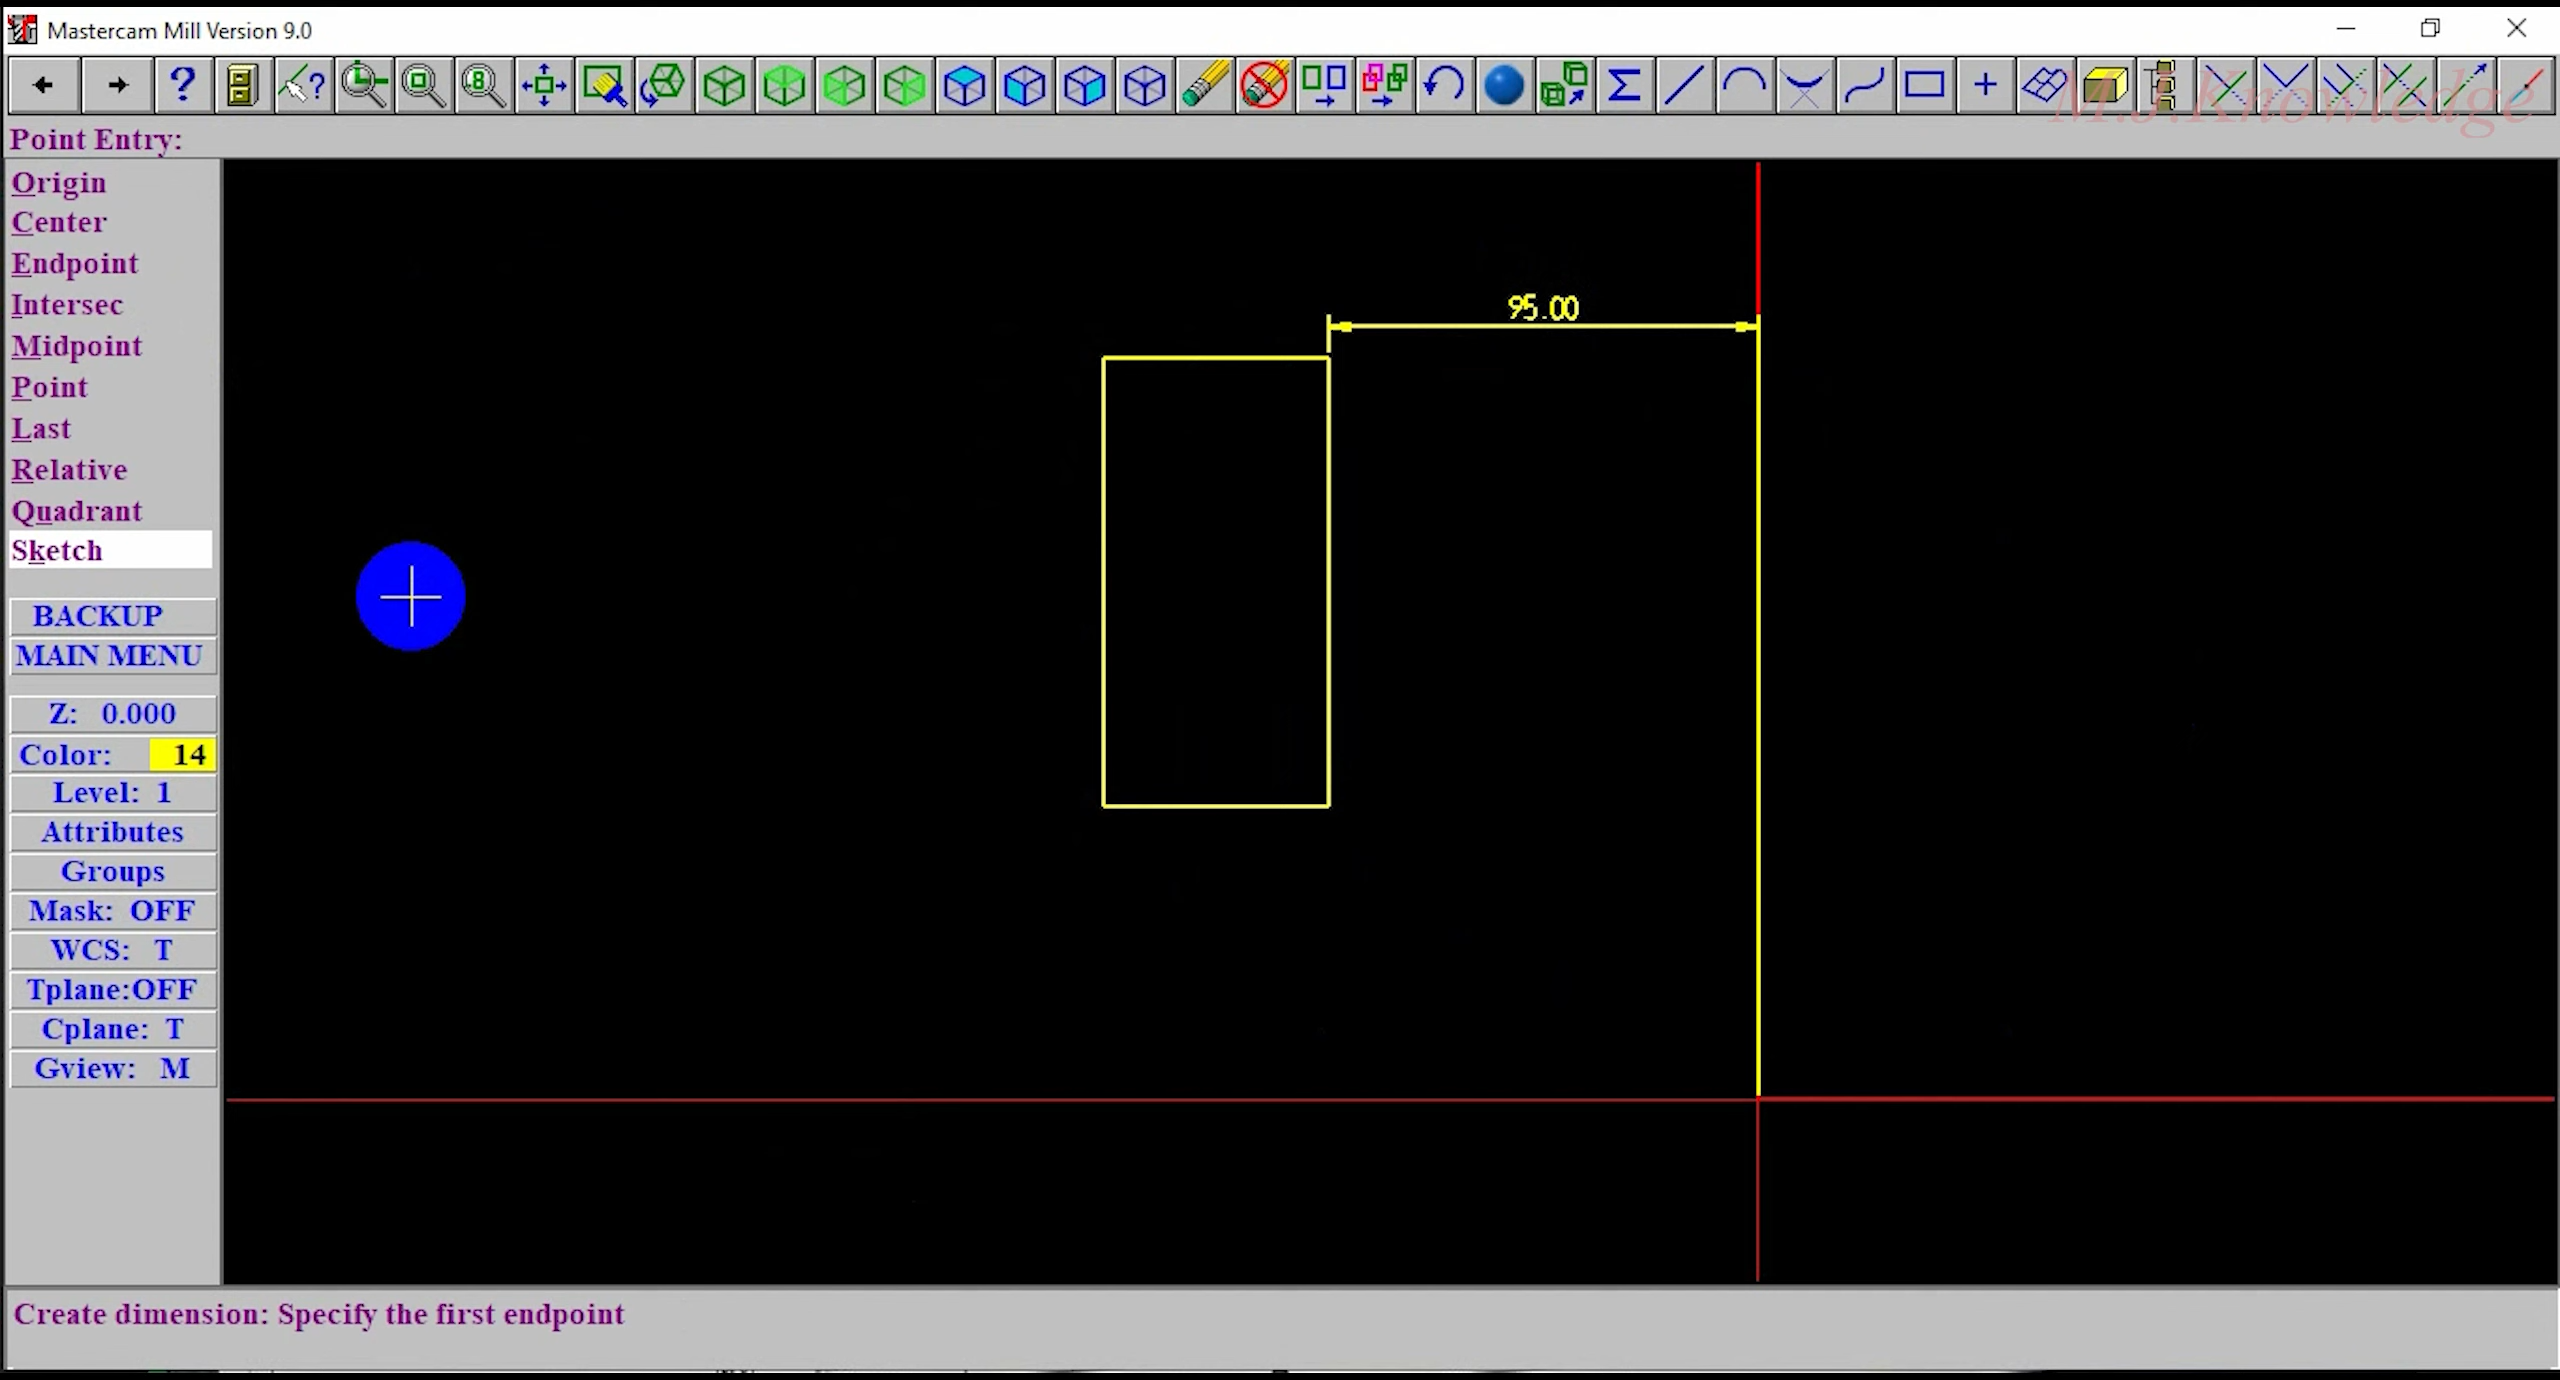 Mastercam Mill Version 9.0
M.J.Knowledge
Point Entry:
Origin
Center
Endpoint
Intersec
Midpoint
Point
Last
Relative
Quadrant
Sketch
BACKUP
MAIN MENU
Z: 0.000
Color: 14
Level: 1
Attributes
Groups
Mask: OFF
WCS: T
Tplane:OFF
Cplane: T
Gview: M
95.00
Create dimension: Specify the first endpoint